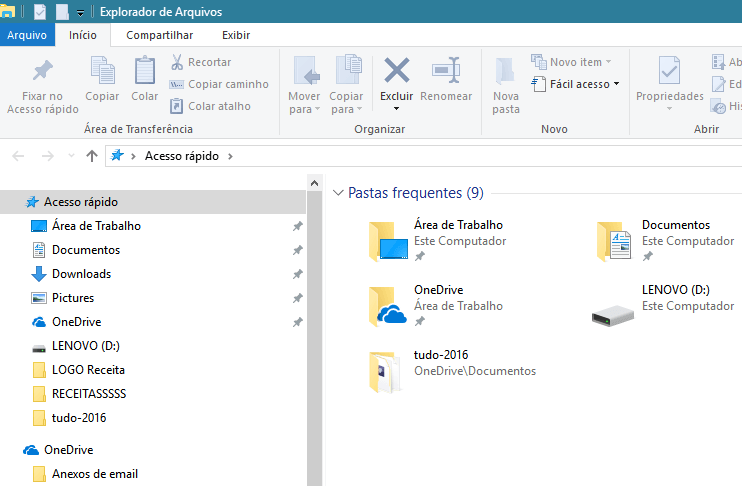 Explorador de Arquivos
Arquivo Início Compartilhar Exibir
Fixar no
Acesso rápido
Copiar
Colar
Recortar
Copiar caminho
Colar atalho
Área de Transferência
Mover
para
Copiar
para
Excluir
Renomear
Organizar
Nova
pasta
Novo item
Fácil acesso
Novo
Propriedades
Ab
Ed
His
Abrir
Acesso rápido
Acesso rápido
Área de Trabalho
Documentos
Downloads
Pictures
OneDrive
LENOVO (D:)
LOGO Receita
RECEITASSSSS
tudo-2016
OneDrive
Anexos de email
Pastas frequentes (9)
Área de Trabalho
Este Computador
Documentos
Este Computador
OneDrive
Área de Trabalho
LENOVO (D:)
Este Computador
tudo-2016
OneDrive\Documentos